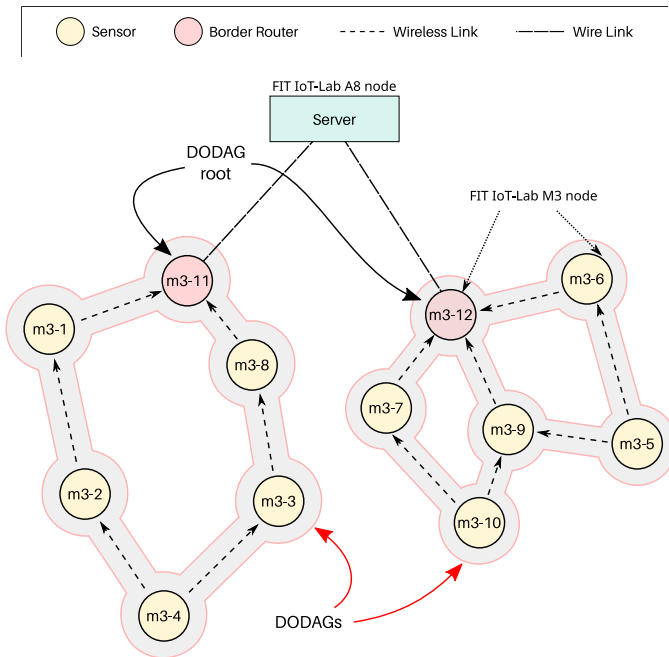 Sensor
Border Router
Wireless Link
Wire Link
FIT IoT-Lab A8 node
Server
DODAG
root
FIT IoT-Lab M3 node
m3-11
m3-6
m3-12
m3-1
m3-8
m3-7
m3-9
m3-5
m3-2
m3-3
m3-10
m3-4
DODAGs